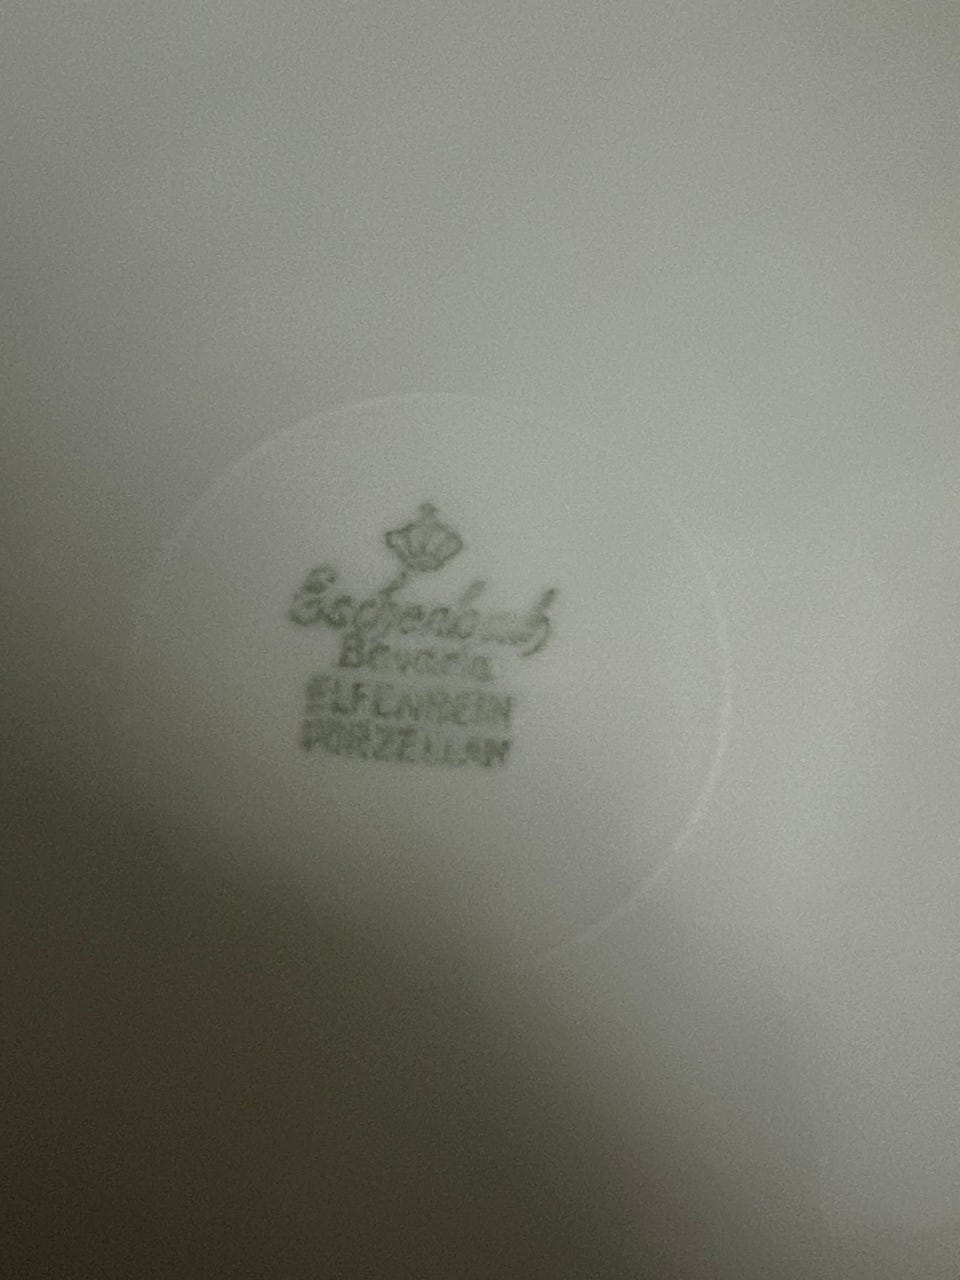 Eschenbach
Bavaria
ELFENBEIN
PORZELLAN